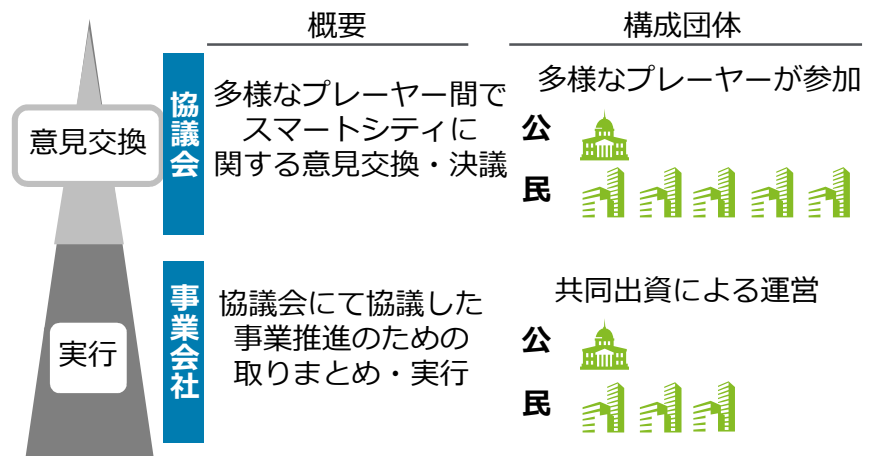 概要
構成団体
意見交換
協議会
多様なプレーヤー間で
スマートシティに
関する意見交換・決議
多様なプレーヤーが参加
公
民
実行
事業会社
協議会にて協議した
事業推進のための
取りまとめ・実行
共同出資による運営
公
民